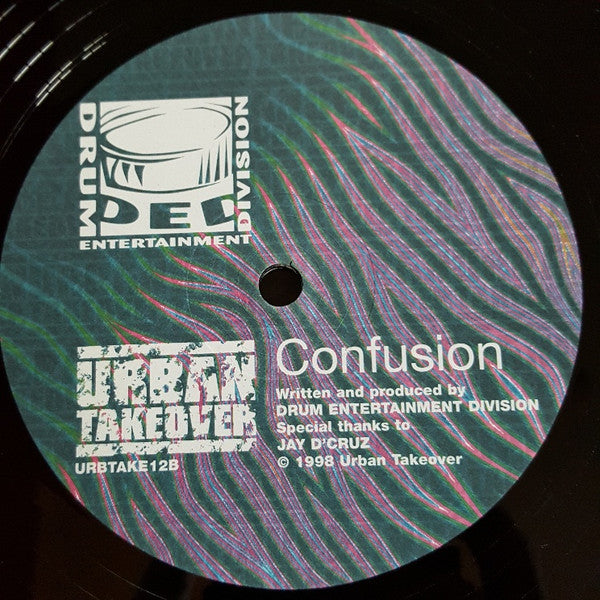 DRUM
DED
DIVISION
ENTERTAINMENT
URBAN
TAKEOVER
URBTAKE12B
Confusion
Written and produced by
DRUM ENTERTAINMENT DIVISION
Special thanks to
JAY D'CRUZ
© 1998 Urban Takeover